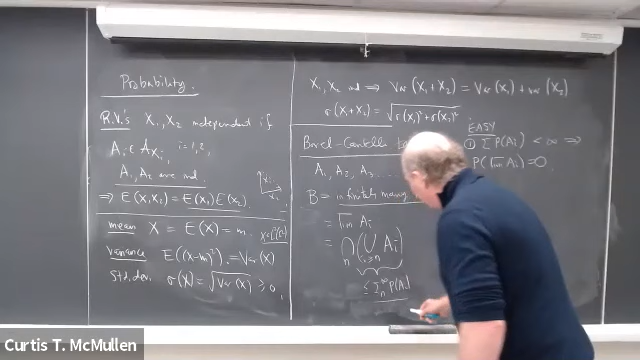 Probability.
R.V.'s X₁, X₂ independent if
Aᵢ ∈ A_Xᵢ, i=1,2,
A₁, A₂ are ind.
⇒ E(X₁X₂) = E(X₁)E(X₂)
mean X̄ = E(X) = m.
variance E((X-m)²) = Var(X)
Std. dev. σ(X) = √Var(X) ≥ 0,
X₁, X₂ ind ⇒ Var(X₁+X₂) = Var(X₁) + Var(X₂)
σ(X₁+X₂) = √σ(X₁)²+σ(X₂)²
Borel-Cantelli
A₁, A₂, A₃....
B = infinitely many
= lim Aᵢ
= ⋂ₙ (⋃ᵢ≥ₙ Aᵢ)
≤ Σₙ^∞ P(Aᵢ)
EASY
① Σ P(Aᵢ) < ∞ ⇒
P(lim Aᵢ) = 0.
Curtis T. McMullen